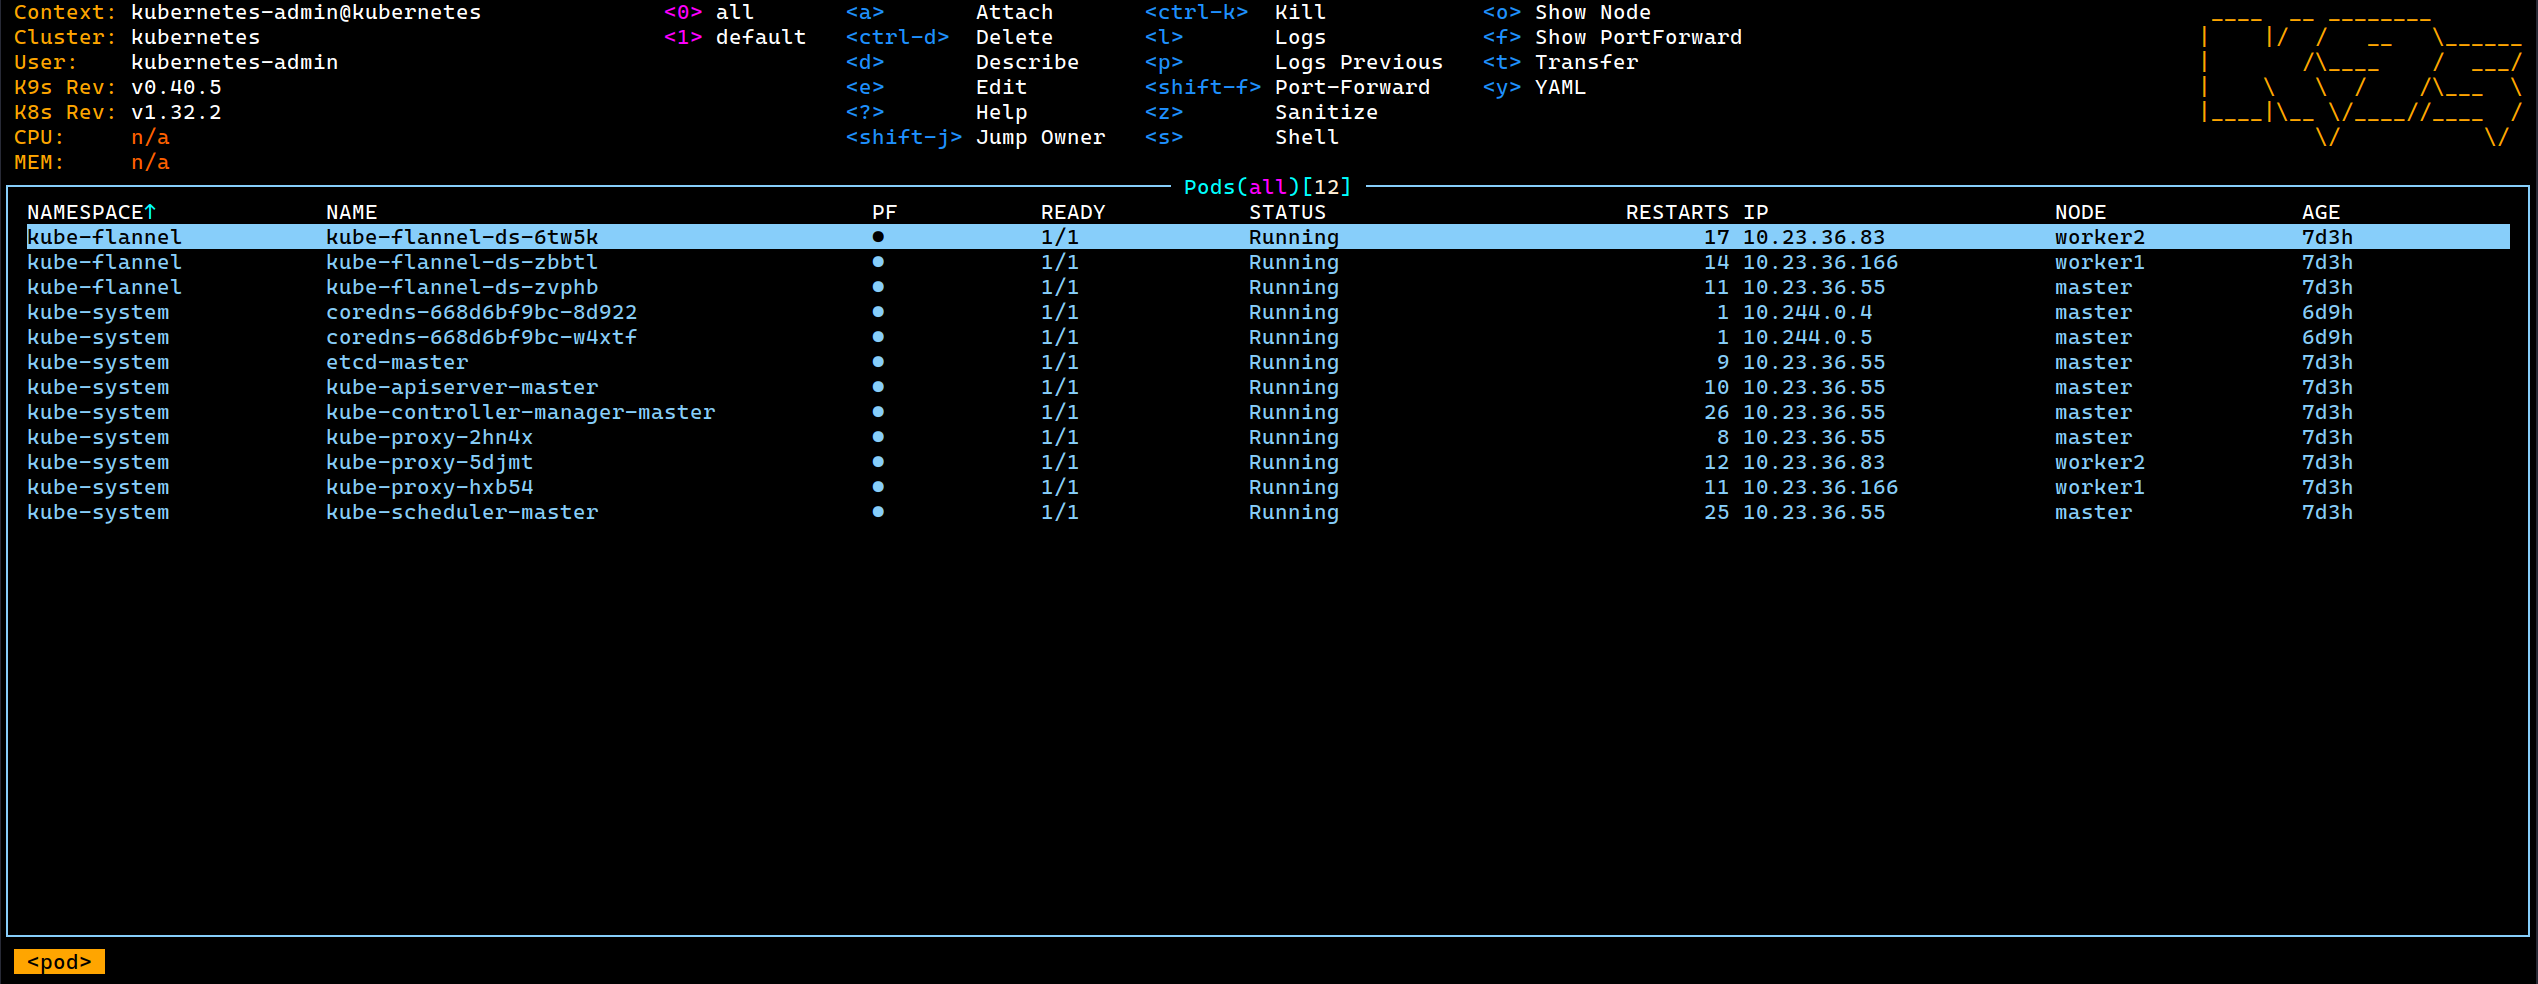 Context: kubernetes-admin@kubernetes <0> all <a> Attach <ctrl-k> Kill <o> Show Node
Cluster: kubernetes <1> default <ctrl-d> Delete <l> Logs <f> Show PortForward
User: kubernetes-admin <d> Describe <p> Logs Previous <t> Transfer
K9s Rev: v0.40.5 <e> Edit <shift-f> Port-Forward <y> YAML
K8s Rev: v1.32.2 <?> Help <z> Sanitize
CPU: n/a <shift-j> Jump Owner <s> Shell
MEM: n/a
Pods(all)[12]
NAMESPACE↑ NAME PF READY STATUS RESTARTS IP NODE AGE
kube-flannel kube-flannel-ds-6tw5k ● 1/1 Running 17 10.23.36.83 worker2 7d3h
kube-flannel kube-flannel-ds-zbbtl ● 1/1 Running 14 10.23.36.166 worker1 7d3h
kube-flannel kube-flannel-ds-zvphb ● 1/1 Running 11 10.23.36.55 master 7d3h
kube-system coredns-668d6bf9bc-8d922 ● 1/1 Running 1 10.244.0.4 master 6d9h
kube-system coredns-668d6bf9bc-w4xtf ● 1/1 Running 1 10.244.0.5 master 6d9h
kube-system etcd-master ● 1/1 Running 9 10.23.36.55 master 7d3h
kube-system kube-apiserver-master ● 1/1 Running 10 10.23.36.55 master 7d3h
kube-system kube-controller-manager-master ● 1/1 Running 26 10.23.36.55 master 7d3h
kube-system kube-proxy-2hn4x ● 1/1 Running 8 10.23.36.55 master 7d3h
kube-system kube-proxy-5djmt ● 1/1 Running 12 10.23.36.83 worker2 7d3h
kube-system kube-proxy-hxb54 ● 1/1 Running 11 10.23.36.166 worker1 7d3h
kube-system kube-scheduler-master ● 1/1 Running 25 10.23.36.55 master 7d3h
<pod>